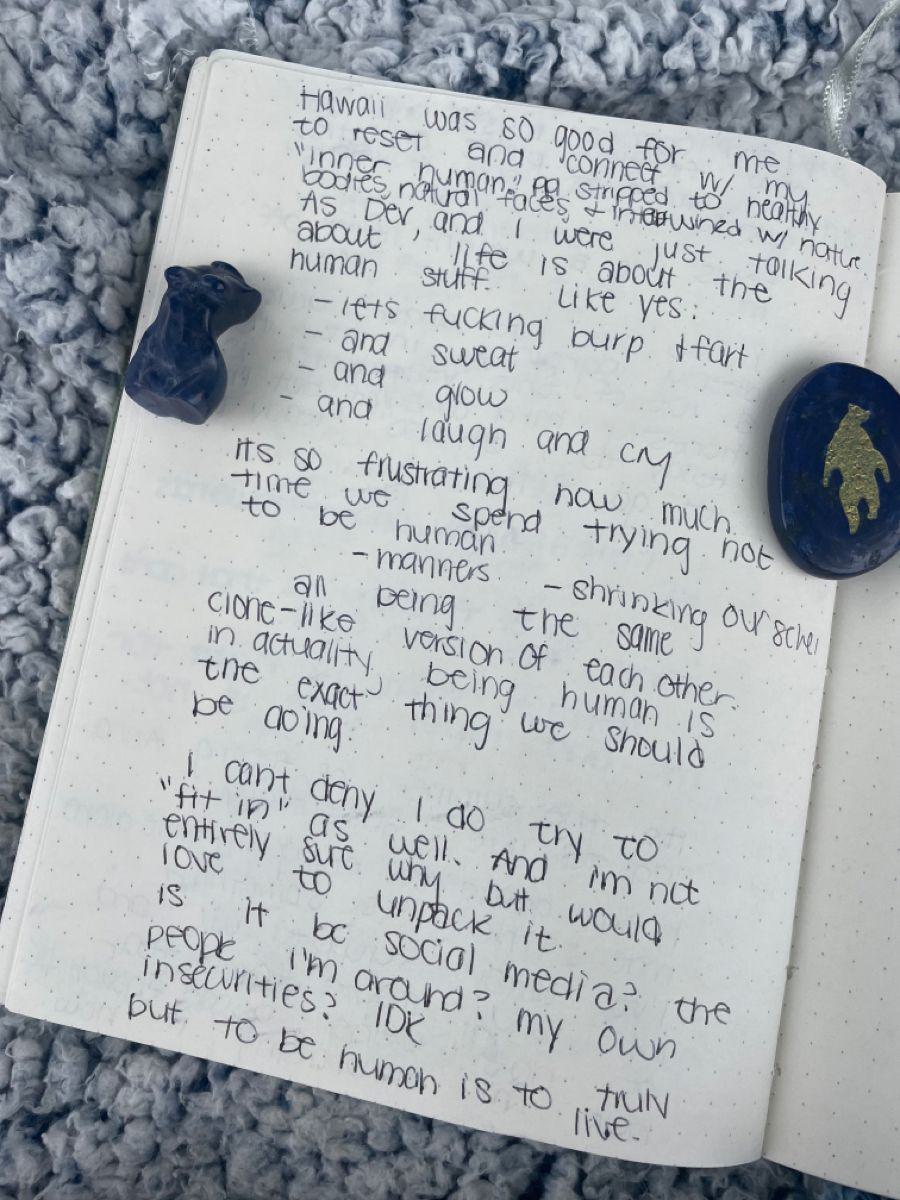 Hawaii was so good for me
to reset and connect w/ my
"inner human," stripped to healthy
bodies, natural faces, & intertwined w/ nature.
As Dev, and I were just talking
about life is about the
human stuff. Like yes:
- lets fucking burp & fart
- and sweat
- and grow
- and laugh and cry
its so frustrating how much
time we spend trying not
to be human
- manners - shrinking ourselves
all being the same
clone-like version of each other.
in actuality, being human is
the exact thing we should
be doing.
I cant deny I do try to
"fit in" as well. And im not
entirely sure why but would
love to unpack it.
is it bc social media? the
people i'm around? my own
insecurities? IDK
but to be human is to truly
live.